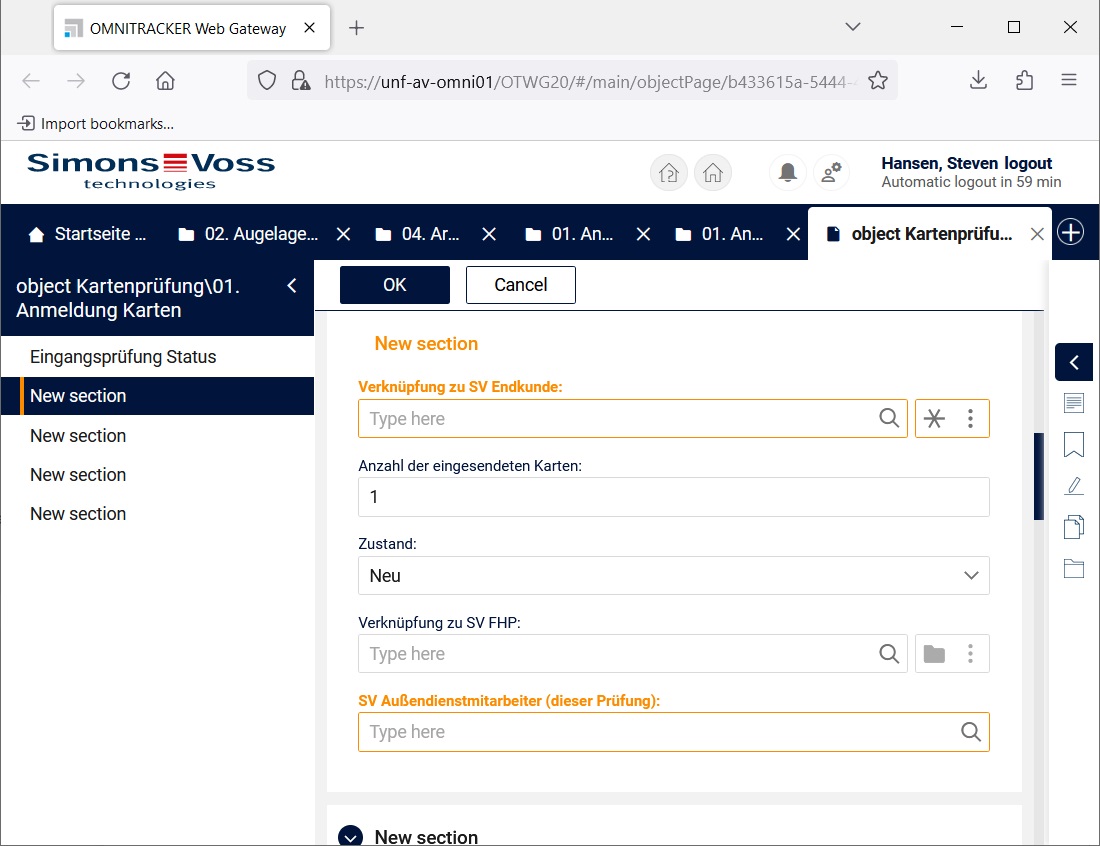 OMNITRACKER Web Gateway
https://unf-av-omni01/OTWG20/#/main/objectPage/b433615a-5444-
Import bookmarks...
Simons Voss
technologies
Hansen, Steven logout
Automatic logout in 59 min
Startseite ...
02. Augelage...
04. Ar...
01. An...
01. An...
object Kartenprüfu...
object Kartenprüfung\01.
Anmeldung Karten
OK
Cancel
Eingangsprüfung Status
New section
New section
New section
New section
New section
Verknüpfung zu SV Endkunde:
Type here
Anzahl der eingesendeten Karten:
1
Zustand:
Neu
Verknüpfung zu SV FHP:
Type here
SV Außendienstmitarbeiter (dieser Prüfung):
Type here
New section